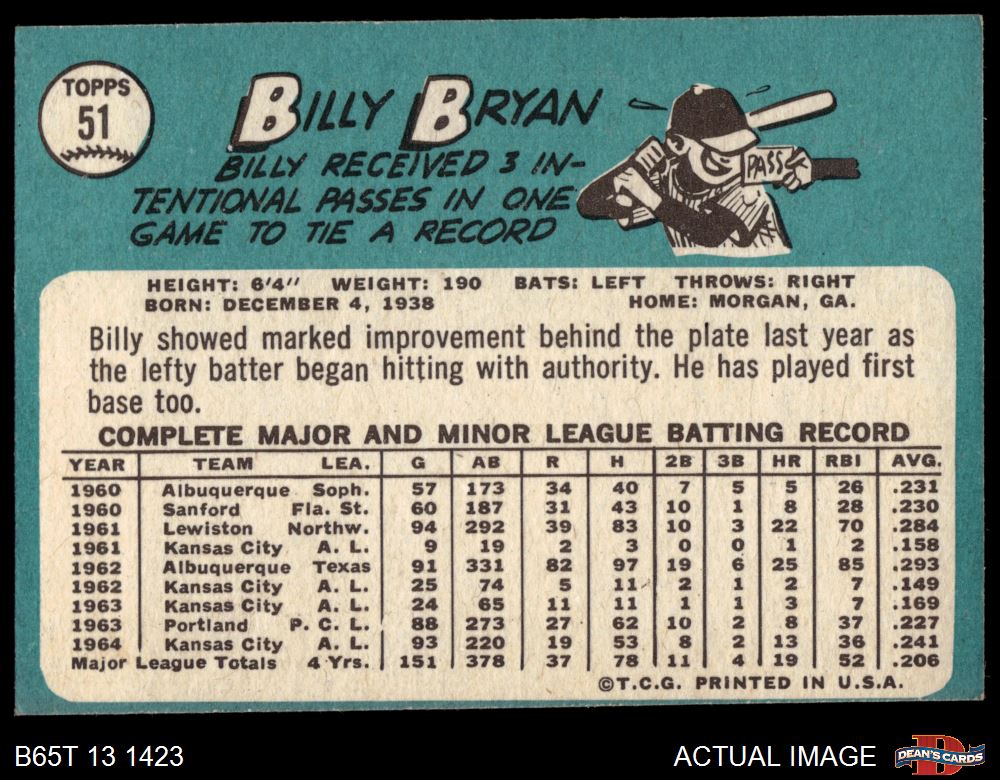 TOPPS
51
BILLY BRYAN
BILLY RECEIVED 3 IN-
TENTIONAL PASSES IN ONE
GAME TO TIE A RECORD
PASS
HEIGHT: 6'4" WEIGHT: 190 BATS: LEFT THROWS: RIGHT
BORN: DECEMBER 4, 1938 HOME: MORGAN, GA.
Billy showed marked improvement behind the plate last year as
the lefty batter began hitting with authority. He has played first
base too.
COMPLETE MAJOR AND MINOR LEAGUE BATTING RECORD
YEAR TEAM LEA. G AB R H 2B 3B HR RBI AVG.
1960 Albuquerque Soph. 57 173 34 40 7 5 5 26 .231
1960 Sanford Fla. St. 60 187 31 43 10 1 8 28 .230
1961 Lewiston Northw. 94 292 39 83 10 3 22 70 .284
1961 Kansas City A. L. 9 19 2 3 0 0 1 2 .158
1962 Albuquerque Texas 91 331 82 97 19 6 25 85 .293
1962 Kansas City A. L. 25 74 5 11 2 1 2 7 .149
1963 Kansas City A. L. 24 65 11 11 1 1 3 7 .169
1963 Portland P. C. L. 88 273 27 62 10 2 8 37 .227
1964 Kansas City A. L. 93 220 19 53 8 2 13 36 .241
Major League Totals 4 Yrs. 151 378 37 78 11 4 19 52 .206
©T.C.G. PRINTED IN U.S.A.
B65T 13 1423 ACTUAL IMAGE D DEAN'S CARDS